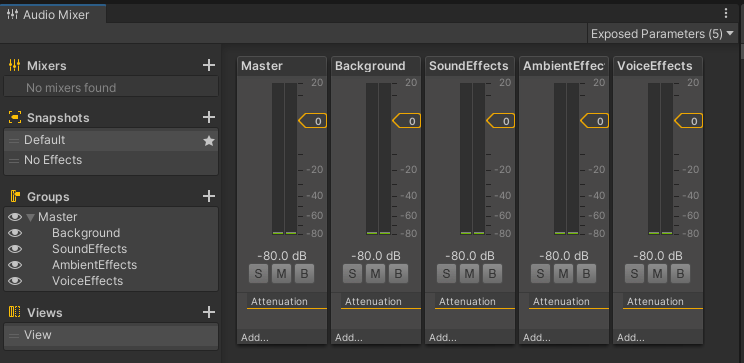 Audio Mixer
Exposed Parameters (5)
Mixers
No mixers found
Snapshots
Default
No Effects
Groups
Master
Background
SoundEffects
AmbientEffects
VoiceEffects
Views
View
Master
20
0
-20
-40
-60
-80
-80.0 dB
S M B
Attenuation
Add...
Background
20
0
-20
-40
-60
-80
-80.0 dB
S M B
Attenuation
Add...
SoundEffects
20
0
-20
-40
-60
-80
-80.0 dB
S M B
Attenuation
Add...
AmbientEffec
20
0
-20
-40
-60
-80
-80.0 dB
S M B
Attenuation
Add...
VoiceEffects
20
0
-20
-40
-60
-80
-80.0 dB
S M B
Attenuation
Add...